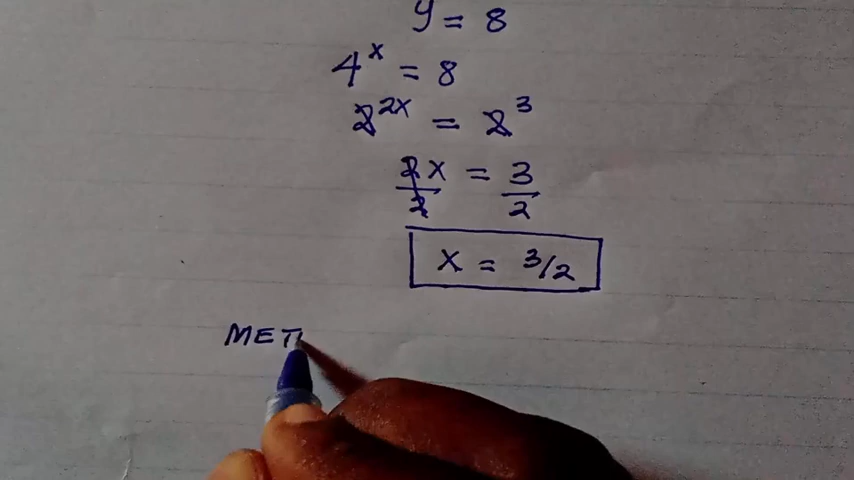 y = 8
4^x = 8
2^2x = 2^3
2x/2 = 3/2
x = 3/2
MET